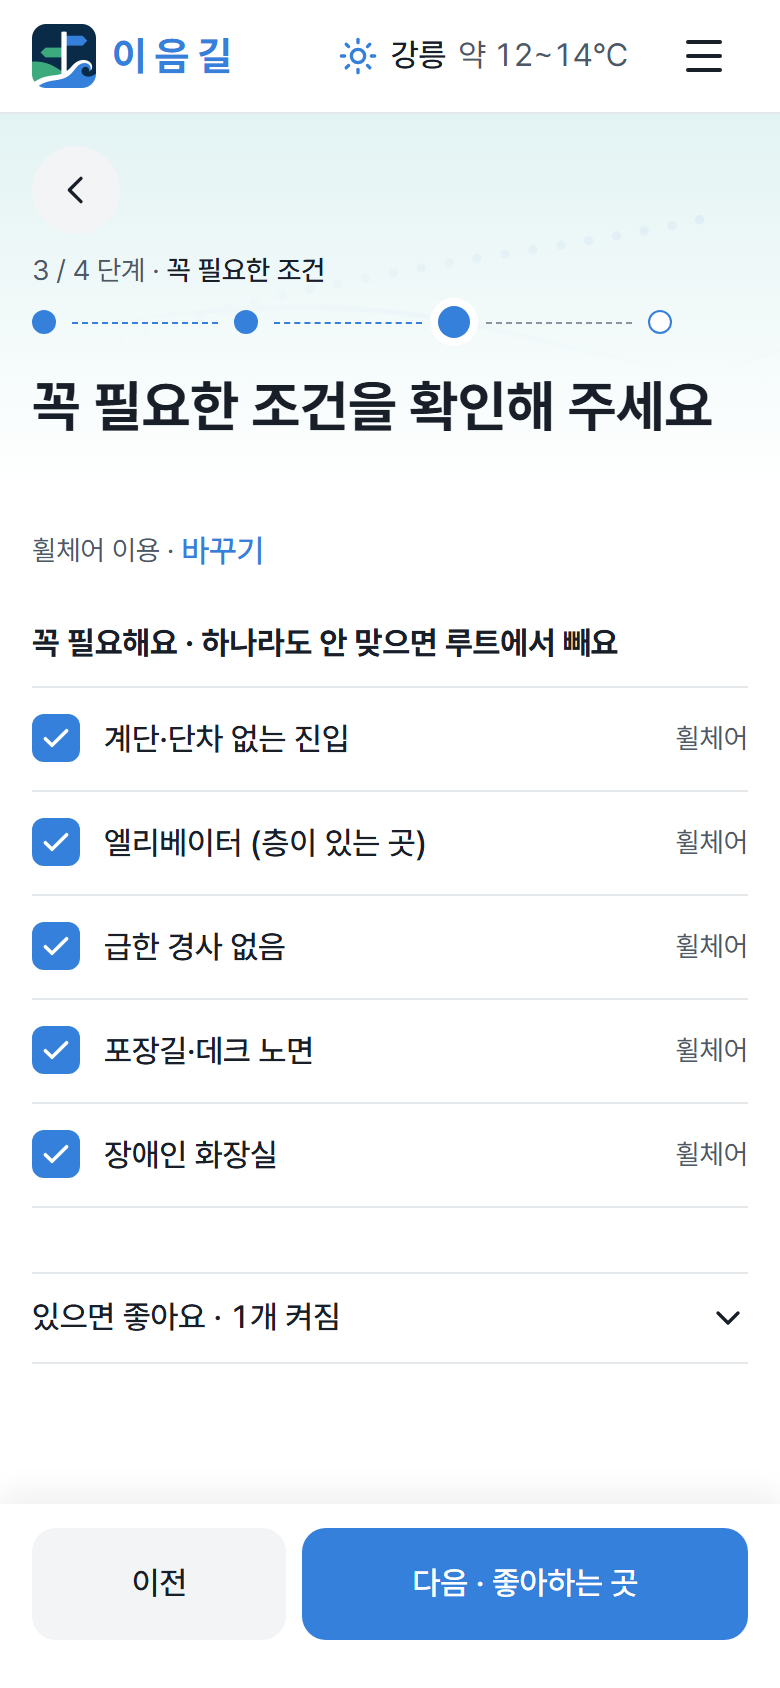 이음길
강릉 약 12~14°C
3 / 4 단계 · 꼭 필요한 조건
꼭 필요한 조건을 확인해 주세요
휠체어 이용 · 바꾸기
꼭 필요해요 · 하나라도 안 맞으면 루트에서 빼요
계단·단차 없는 진입 휠체어
엘리베이터 (층이 있는 곳) 휠체어
급한 경사 없음 휠체어
포장길·데크 노면 휠체어
장애인 화장실 휠체어
있으면 좋아요 · 1개 켜짐
이전 다음 · 좋아하는 곳